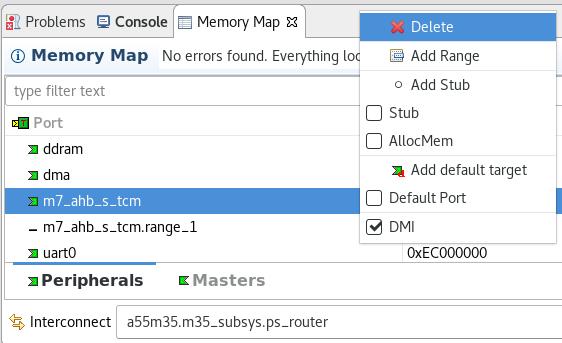 Problems Console Memory Map
Memory Map No errors found. Everything loo
type filter text
Port
ddram
dma
m7_ahb_s_tcm
m7_ahb_s_tcm.range_1
uart0 0xEC000000
Delete
Add Range
Add Stub
Stub
AllocMem
Add default target
Default Port
DMI
Peripherals Masters
Interconnect a55m35.m35_subsys.ps_router